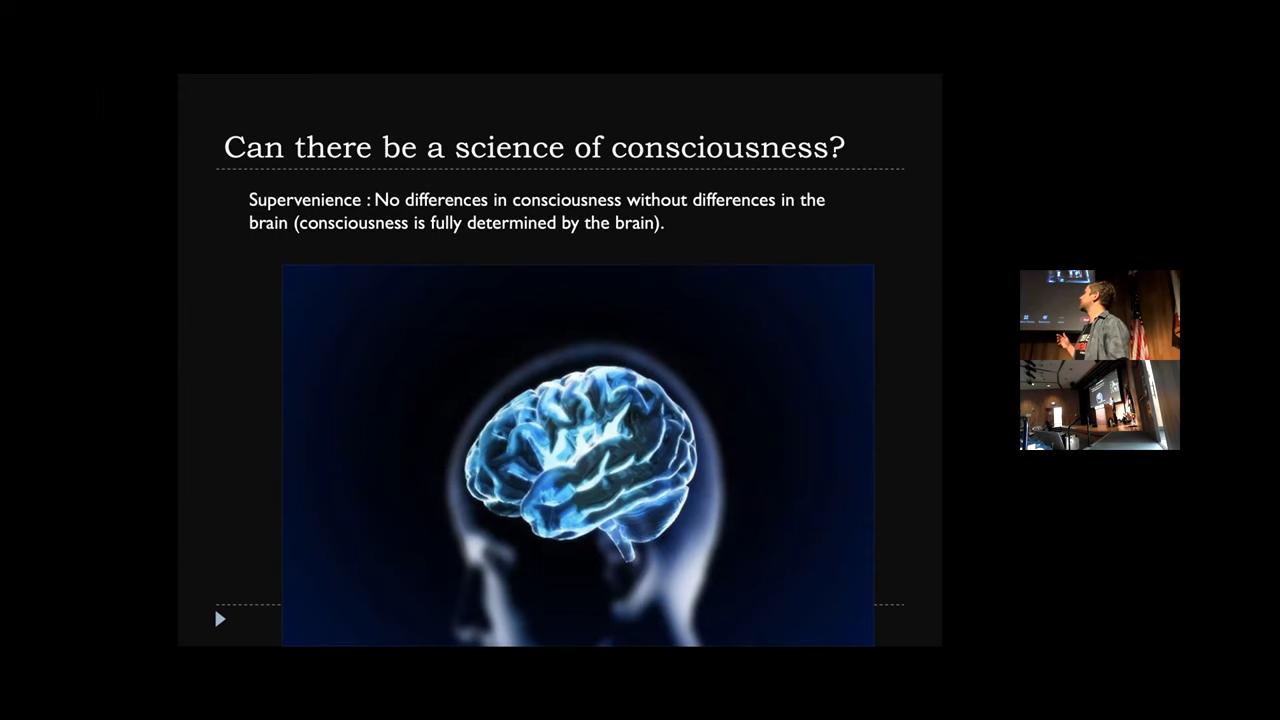 Can there be a science of consciousness?
Supervenience : No differences in consciousness without differences in the
brain (consciousness is fully determined by the brain).